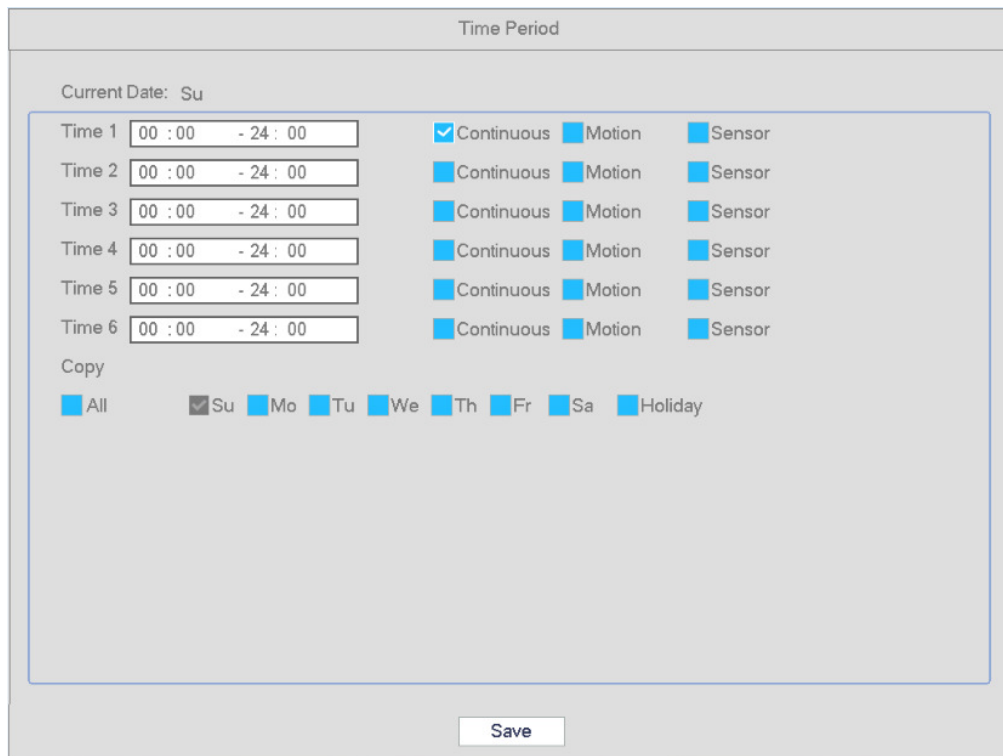 Time Period
Current Date: Su
Time 1 00 : 00 - 24 : 00 Continuous Motion Sensor
Time 2 00 : 00 - 24 : 00 Continuous Motion Sensor
Time 3 00 : 00 - 24 : 00 Continuous Motion Sensor
Time 4 00 : 00 - 24 : 00 Continuous Motion Sensor
Time 5 00 : 00 - 24 : 00 Continuous Motion Sensor
Time 6 00 : 00 - 24 : 00 Continuous Motion Sensor
Copy
All Su Mo Tu We Th Fr Sa Holiday
Save